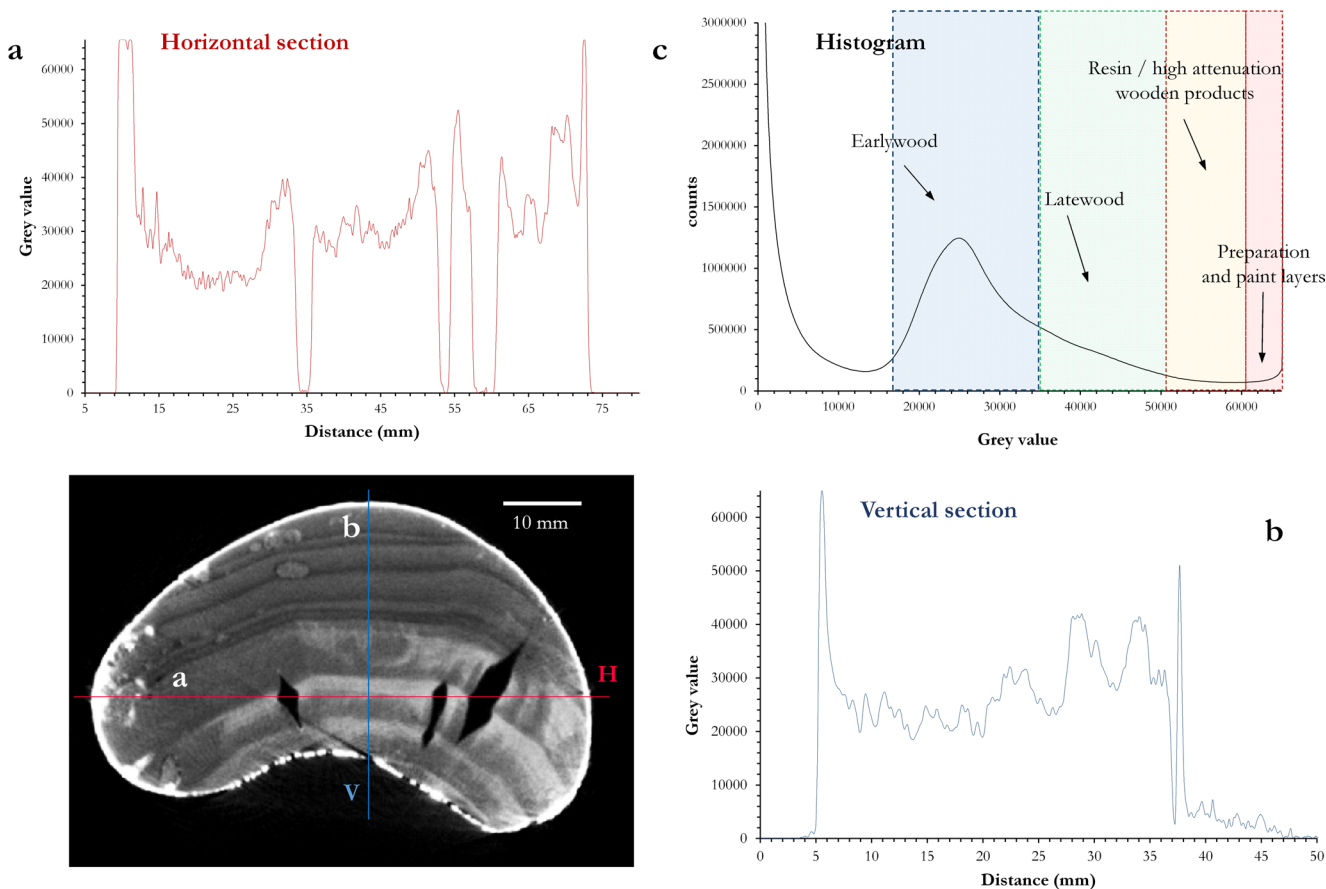 a
Horizontal section
60000
50000
40000
30000
20000
10000
0
Grey value
5
15
25
35
45
55
65
75
Distance (mm)
c
Histogram
3000000
2500000
2000000
1500000
1000000
500000
0
counts
Earlywood
Latewood
Resin / high attenuation
wooden products
Preparation
and paint layers
0
10000
20000
30000
40000
50000
60000
Grey value
b
10 mm
a
H
V
Vertical section
b
60000
50000
40000
30000
20000
10000
0
Grey value
0
5
10
15
20
25
30
35
40
45
50
Distance (mm)